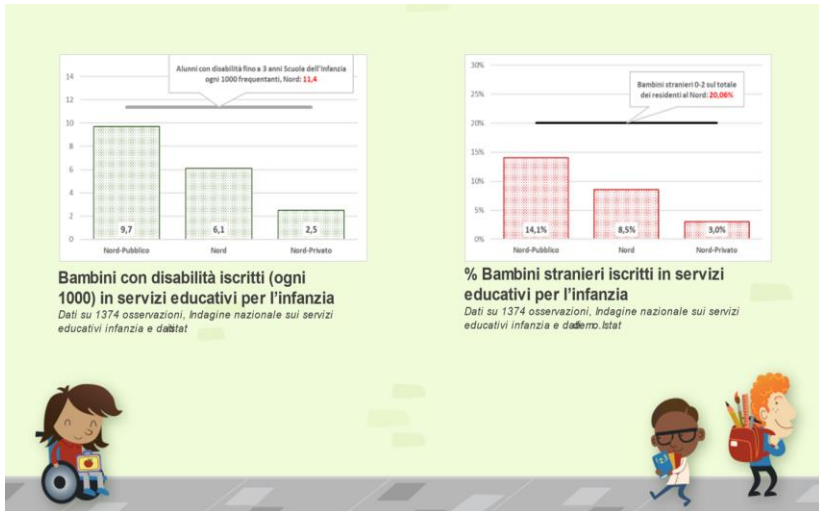 Alunni con disabilità fino a 3 anni Scuola dell'Infanzia
ogni 1000 frequentanti, Nord: 11,4
14
12
10
8
6
4
2
0
9,7
6,1
2,5
Nord-Pubblico
Nord
Nord-Privato
Bambini con disabilità iscritti (ogni
1000) in servizi educativi per l'infanzia
Dati su 1374 osservazioni, Indagine nazionale sui servizi
educativi infanzia e dati Istat
30%
25%
20%
15%
10%
5%
0%
Bambini stranieri 0-2 sul totale
dei residenti al Nord: 20,06%
14,1%
8,5%
3,0%
Nord-Pubblico
Nord
Nord-Privato
% Bambini stranieri iscritti in servizi
educativi per l'infanzia
Dati su 1374 osservazioni, Indagine nazionale sui servizi
educativi infanzia e dati demo.Istat
123